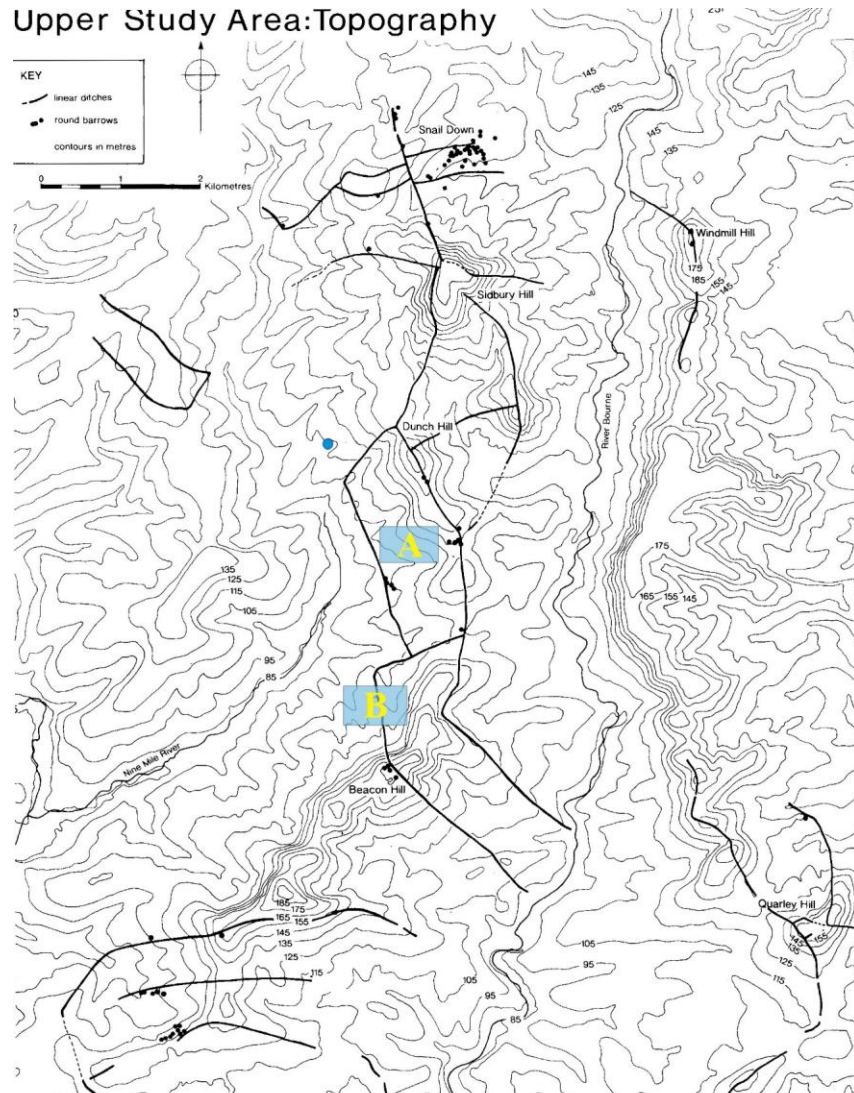 Upper Study Area:Topography
KEY
linear ditches
round barrows
contours in metres
0 1 2 Kilometres
145
135
125
145
135
Snail Down
Windmill Hill
175
165
155
145
Sidbury Hill
Dunch Hill
River Bourne
A
135
125
115
105
175
165 155 145
95
85
B
Nine Mile River
Beacon Hill
185
175
165
155
145
135
125
115
Quarley Hill
145
155
135
125
115
105
95
85
105
95